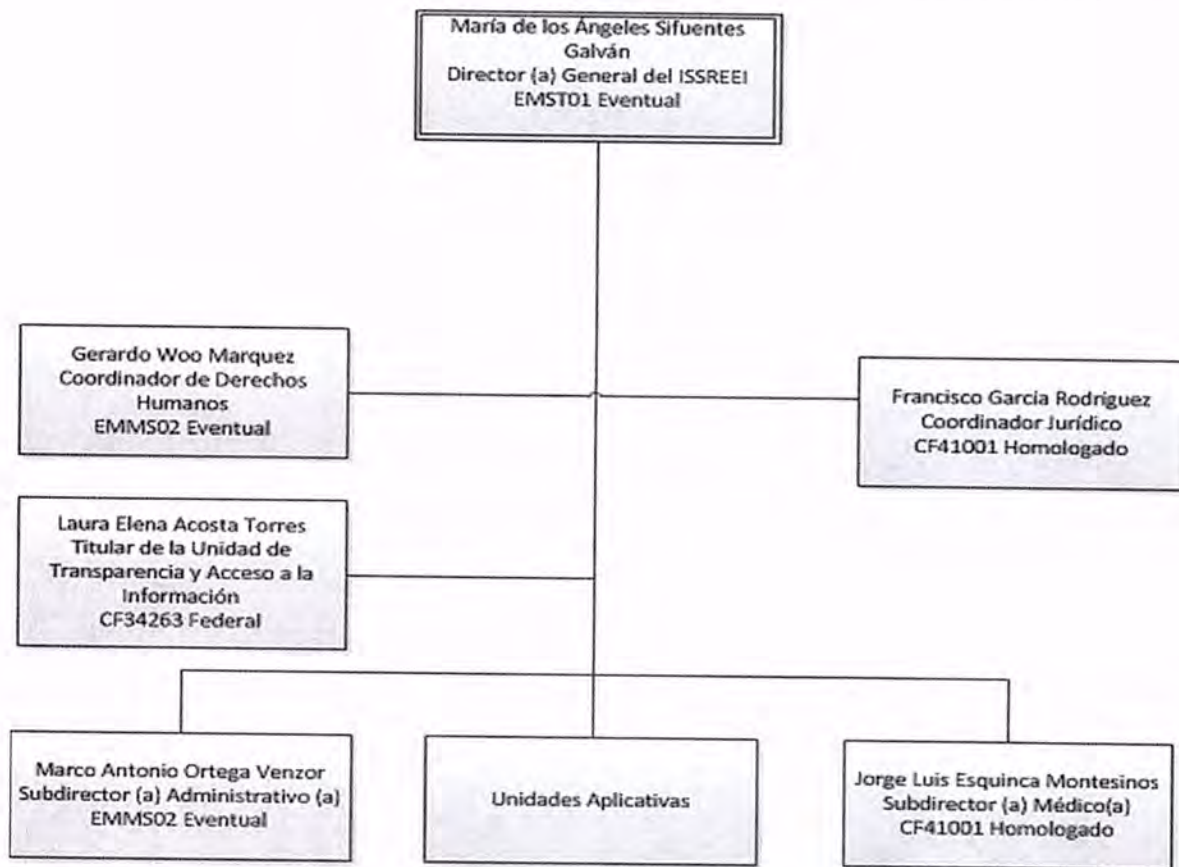 María de los Ángeles Sifuentes
Galván
Director (a) General del ISSREEI
EMST01 Eventual
Gerardo Woo Marquez
Coordinador de Derechos
Humanos
EMMS02 Eventual
Francisco García Rodríguez
Coordinador Jurídico
CF41001 Homologado
Laura Elena Acosta Torres
Titular de la Unidad de
Transparencia y Acceso a la
Información
CF34263 Federal
Marco Antonio Ortega Venzor
Subdirector (a) Administrativo (a)
EMMS02 Eventual
Unidades Aplicativas
Jorge Luis Esquinca Montesinos
Subdirector (a) Médico(a)
CF41001 Homologado